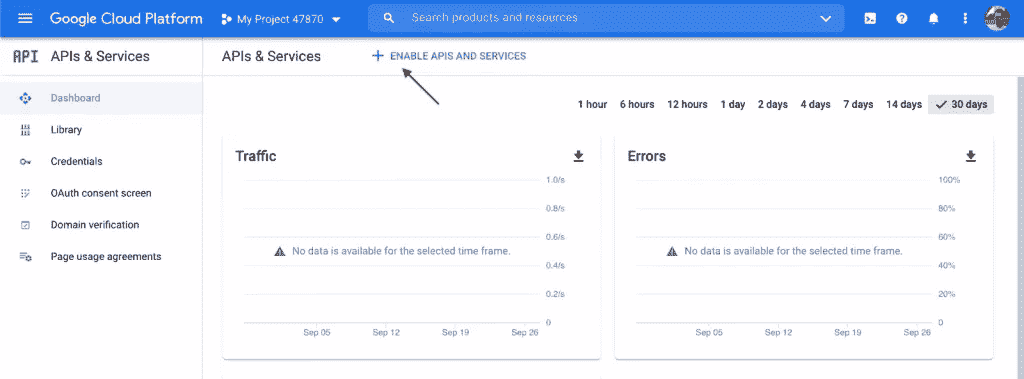 Google Cloud Platform
My Project 47870
Search products and resources
API APIs & Services
APIs & Services
ENABLE APIS AND SERVICES
Dashboard
Library
Credentials
OAuth consent screen
Domain verification
Page usage agreements
1 hour 6 hours 12 hours 1 day 2 days 4 days 7 days 14 days 30 days
Traffic
1.0/s
0.8/s
0.6/s
No data is available for the selected time frame.
0.4/s
0.2/s
0
Sep 05 Sep 12 Sep 19 Sep 26
Errors
100%
80%
60%
No data is available for the selected time frame.
40%
20%
0
Sep 05 Sep 12 Sep 19 Sep 26